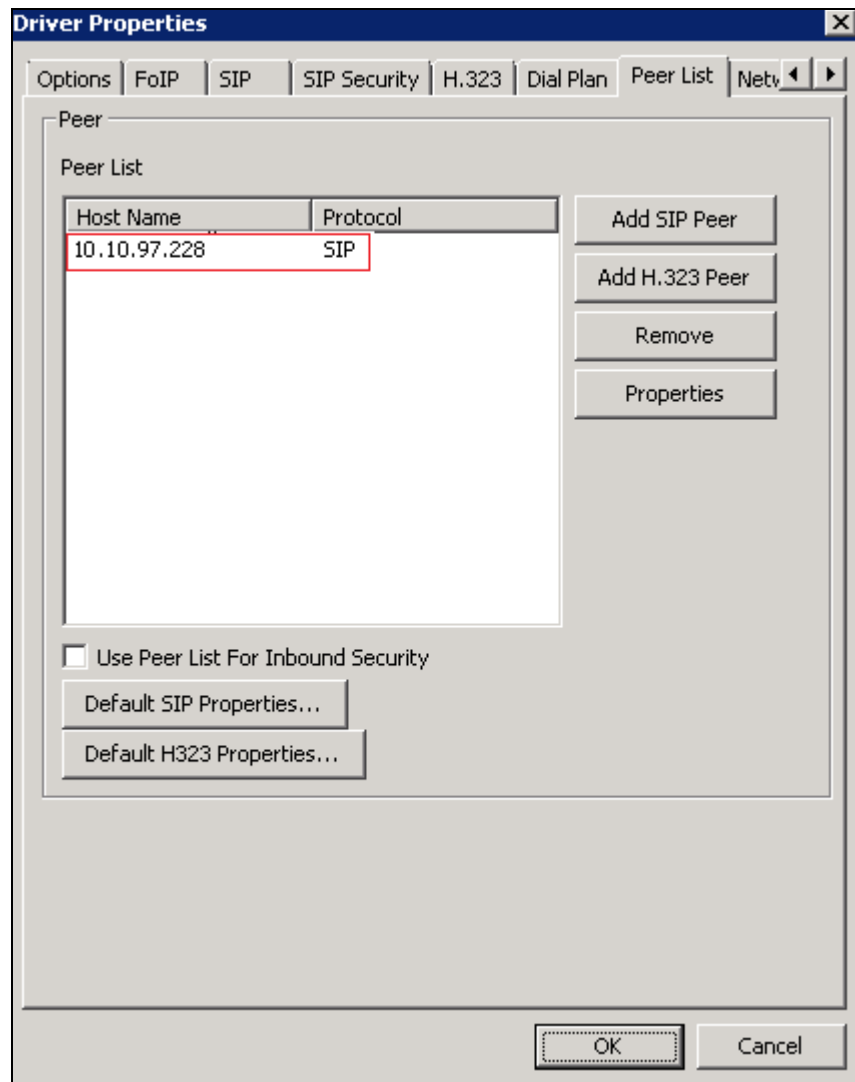 Driver Properties
Options FoIP SIP SIP Security H.323 Dial Plan Peer List
Peer
Peer List
Host Name Protocol
10.10.97.228 SIP
Add SIP Peer
Add H.323 Peer
Remove
Properties
Use Peer List For Inbound Security
Default SIP Properties...
Default H323 Properties...
OK Cancel